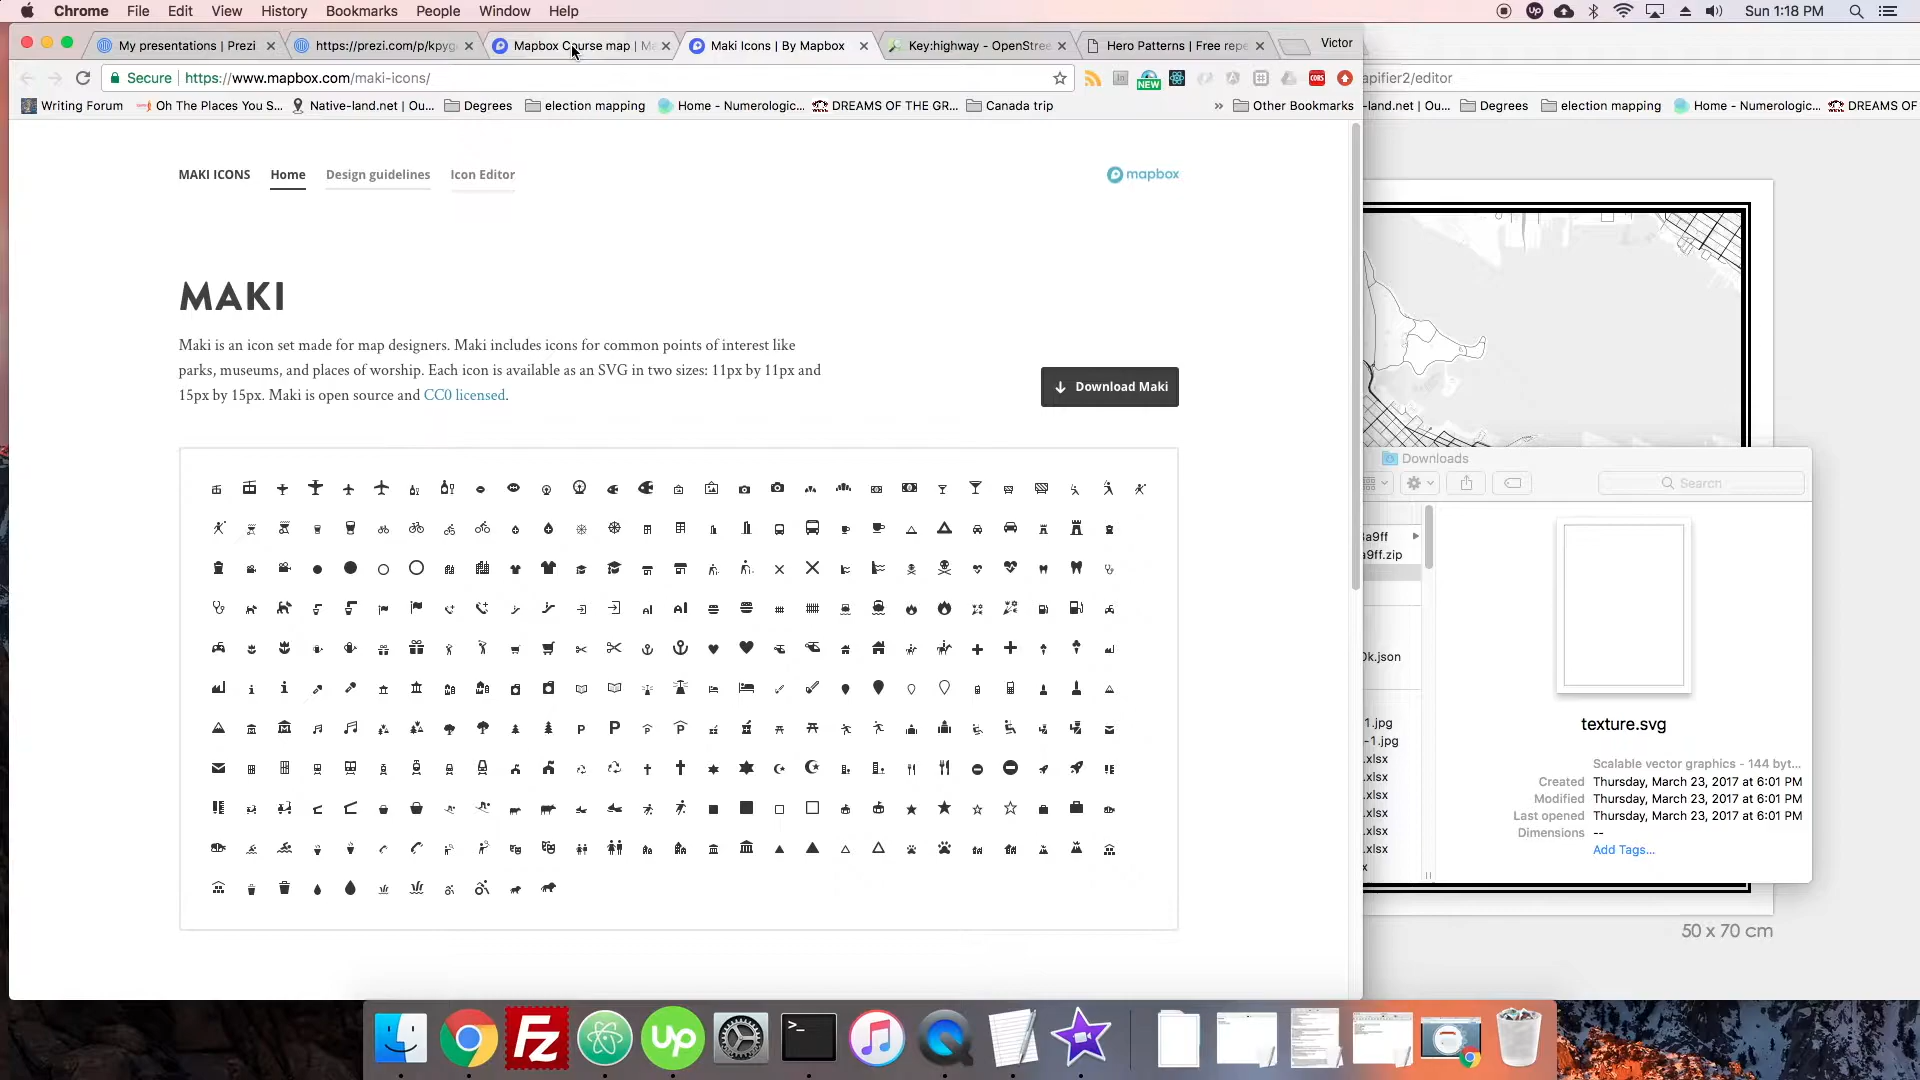 Chrome File Edit View History Bookmarks People Window Help
Sun 1:18 PM
My presentations | Prezi
https://prezi.com/p/kpyg
Mapbox Course map | Ma
Maki Icons | By Mapbox
Key:highway - OpenStree
Hero Patterns | Free repe
Victor
Secure https://www.mapbox.com/maki-icons/
apifier2/editor
Writing Forum
Oh The Places You S...
Native-land.net | Ou...
Degrees
election mapping
Home - Numerologic...
DREAMS OF THE GR...
Canada trip
» Other Bookmarks
-land.net | Ou...
Degrees
election mapping
Home - Numerologic...
DREAMS OF
MAKI ICONS Home Design guidelines Icon Editor
mapbox
MAKI
Maki is an icon set made for map designers. Maki includes icons for common points of interest like
parks, museums, and places of worship. Each icon is available as an SVG in two sizes: 11px by 11px and
15px by 15px. Maki is open source and CC0 licensed.
Download Maki
Downloads
Search
a9ff.zip
k.json
1.jpg
-1.jpg
.xlsx
.xlsx
.xlsx
.xlsx
.xlsx
.xlsx
texture.svg
Scalable vector graphics - 144 byt...
Created Thursday, March 23, 2017 at 6:01 PM
Modified Thursday, March 23, 2017 at 6:01 PM
Last opened Thursday, March 23, 2017 at 6:01 PM
Dimensions --
Add Tags...
50 x 70 cm
NEW
CORS
Up
Fz
up